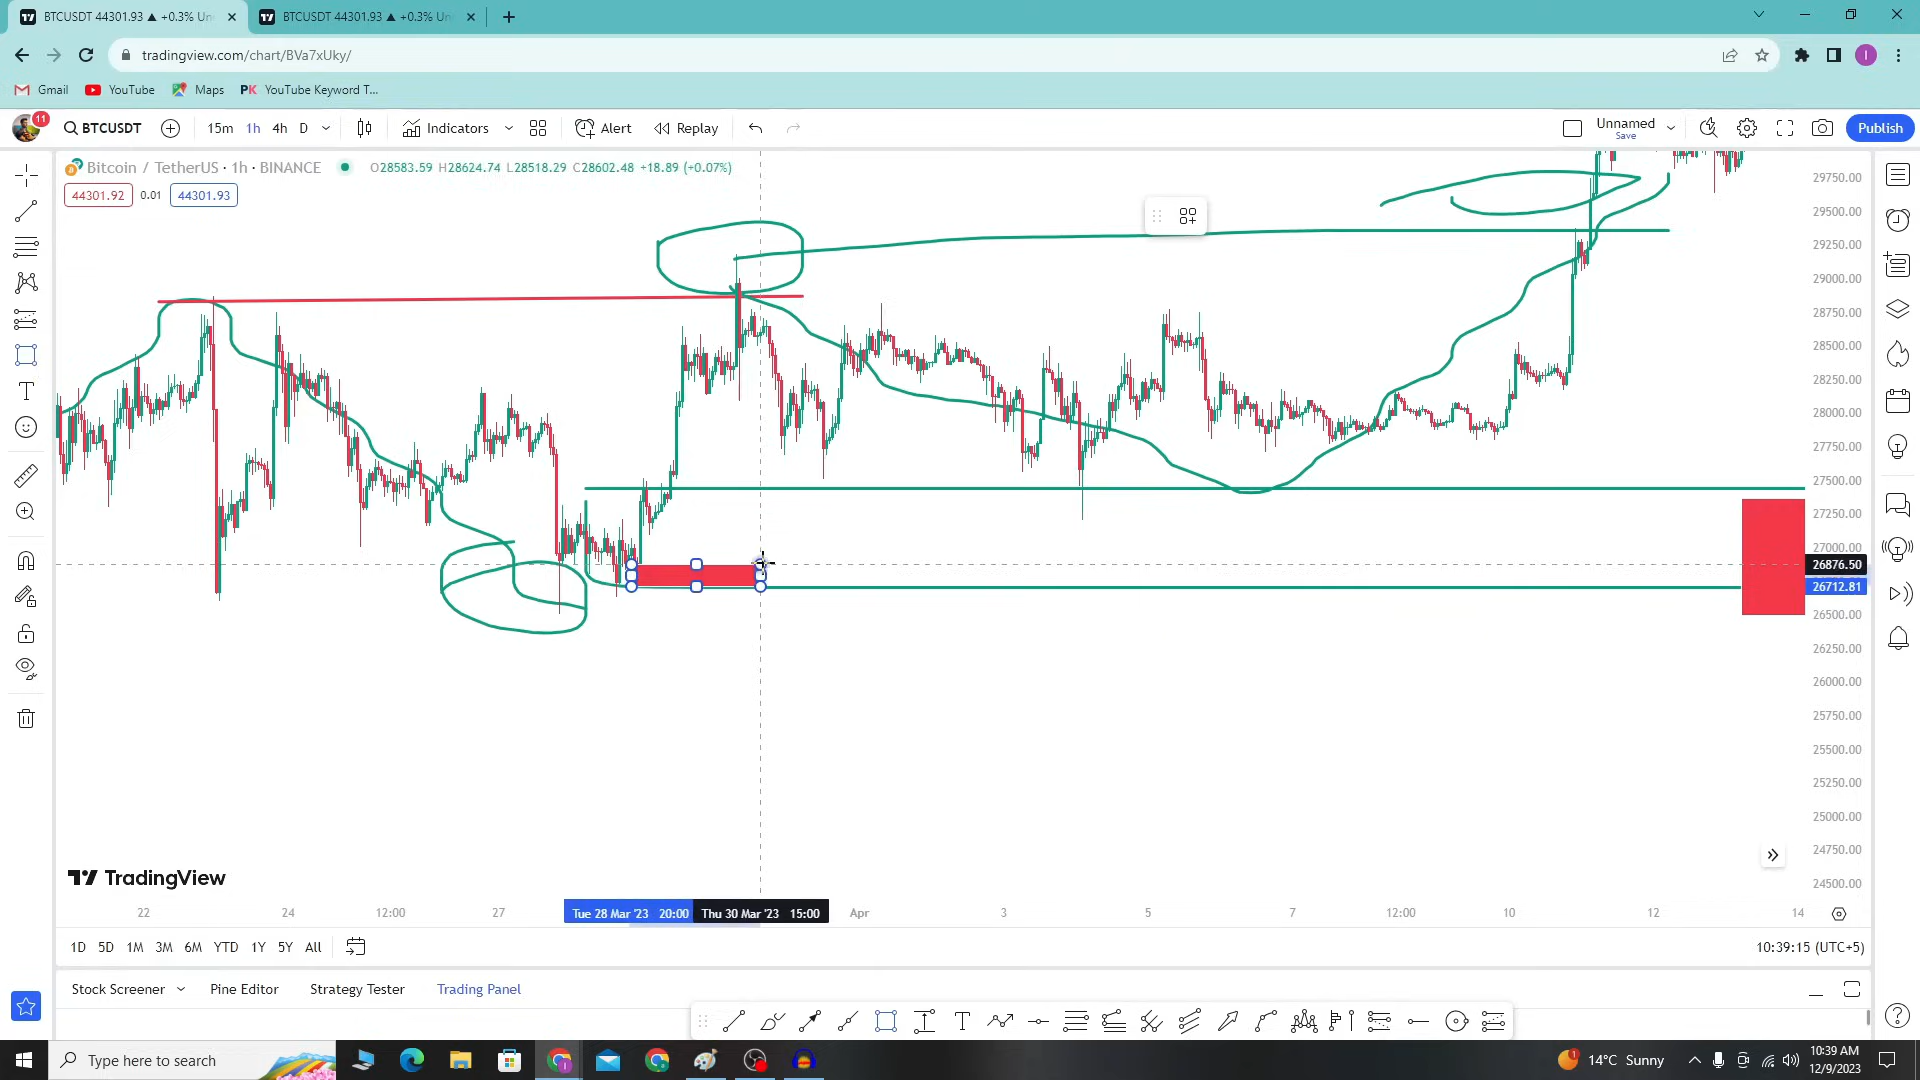 BTCUSDT 44301.93 ▲ +0.3% Un
BTCUSDT 44301.93 ▲ +0.3% Un
tradingview.com/chart/BVa7xUky/
Gmail
YouTube
Maps
PK YouTube Keyword T...
11
BTCUSDT
15m 1h 4h D
Indicators
Alert
Replay
Unnamed
Save
Publish
Bitcoin / TetherUS · 1h · BINANCE
O28583.59 H28624.74 L28518.29 C28602.48 +18.89 (+0.07%)
44301.92 0.01 44301.93
29750.00
29500.00
29250.00
29000.00
28750.00
28500.00
28250.00
28000.00
27750.00
27500.00
27250.00
27000.00
26876.50
26712.81
26500.00
26250.00
26000.00
25750.00
25500.00
25250.00
25000.00
24750.00
24500.00
TradingView
22 24 12:00 27 Tue 28 Mar '23 20:00 Thu 30 Mar '23 15:00 Apr 3 5 7 12:00 10 12 14
1D 5D 1M 3M 6M YTD 1Y 5Y All
10:39:15 (UTC+5)
Stock Screener Pine Editor Strategy Tester Trading Panel
Type here to search
14°C Sunny
10:39 AM
12/9/2023